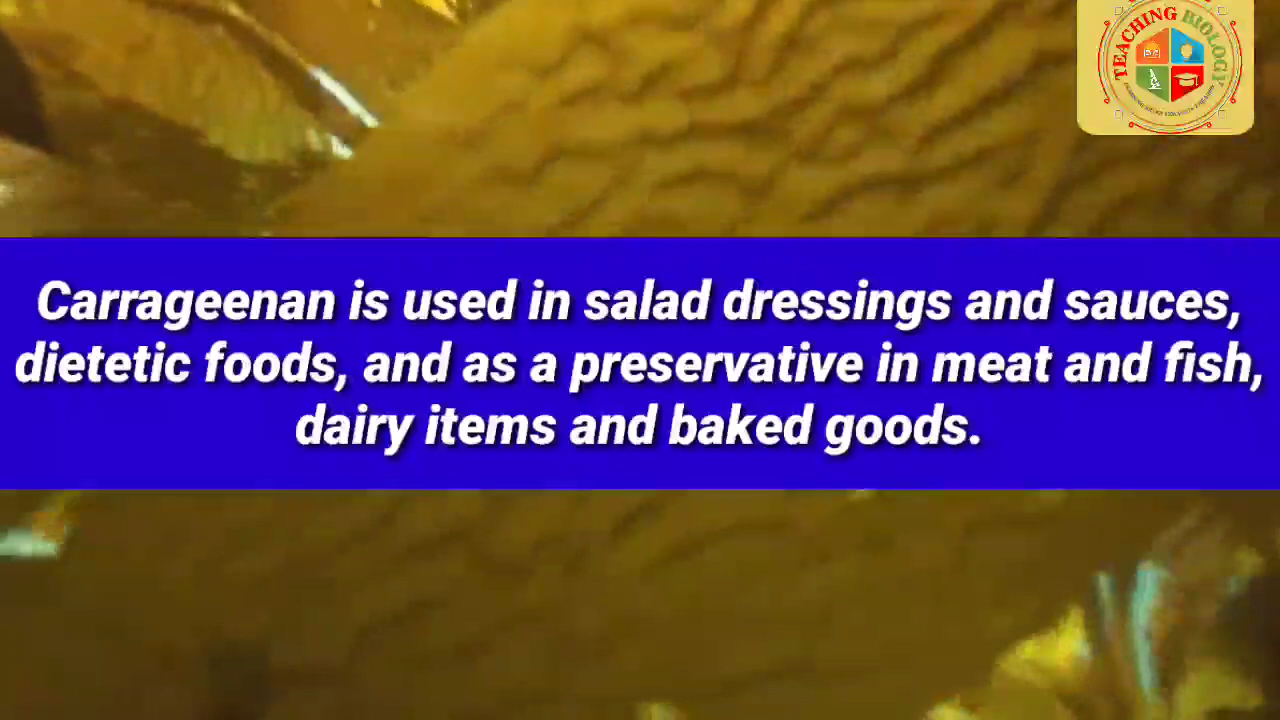 TEACHING BIOLOGY
Carrageenan is used in salad dressings and sauces,
dietetic foods, and as a preservative in meat and fish,
dairy items and baked goods.